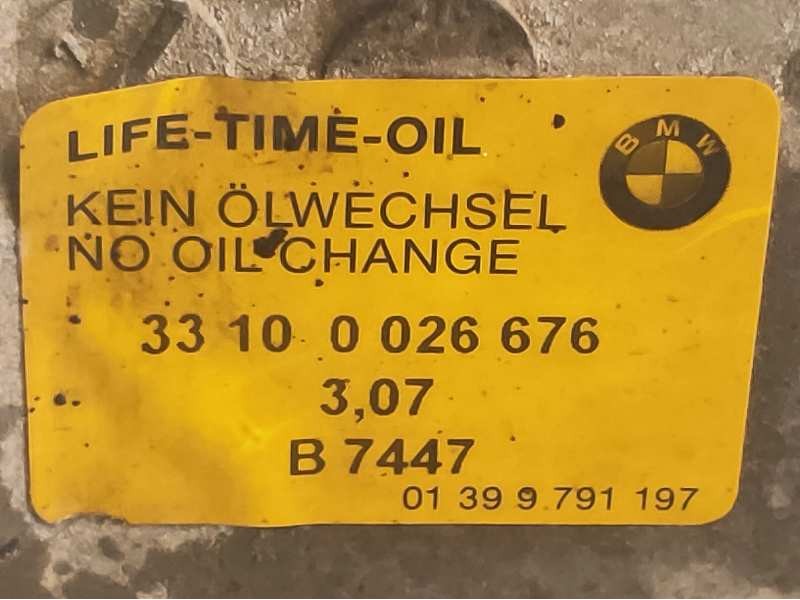 LIFE-TIME-OIL
BMW
KEIN ÖLWECHSEL
NO OIL CHANGE
33 10 0 026 676
3,07
B 7447
01 39 9 791 197